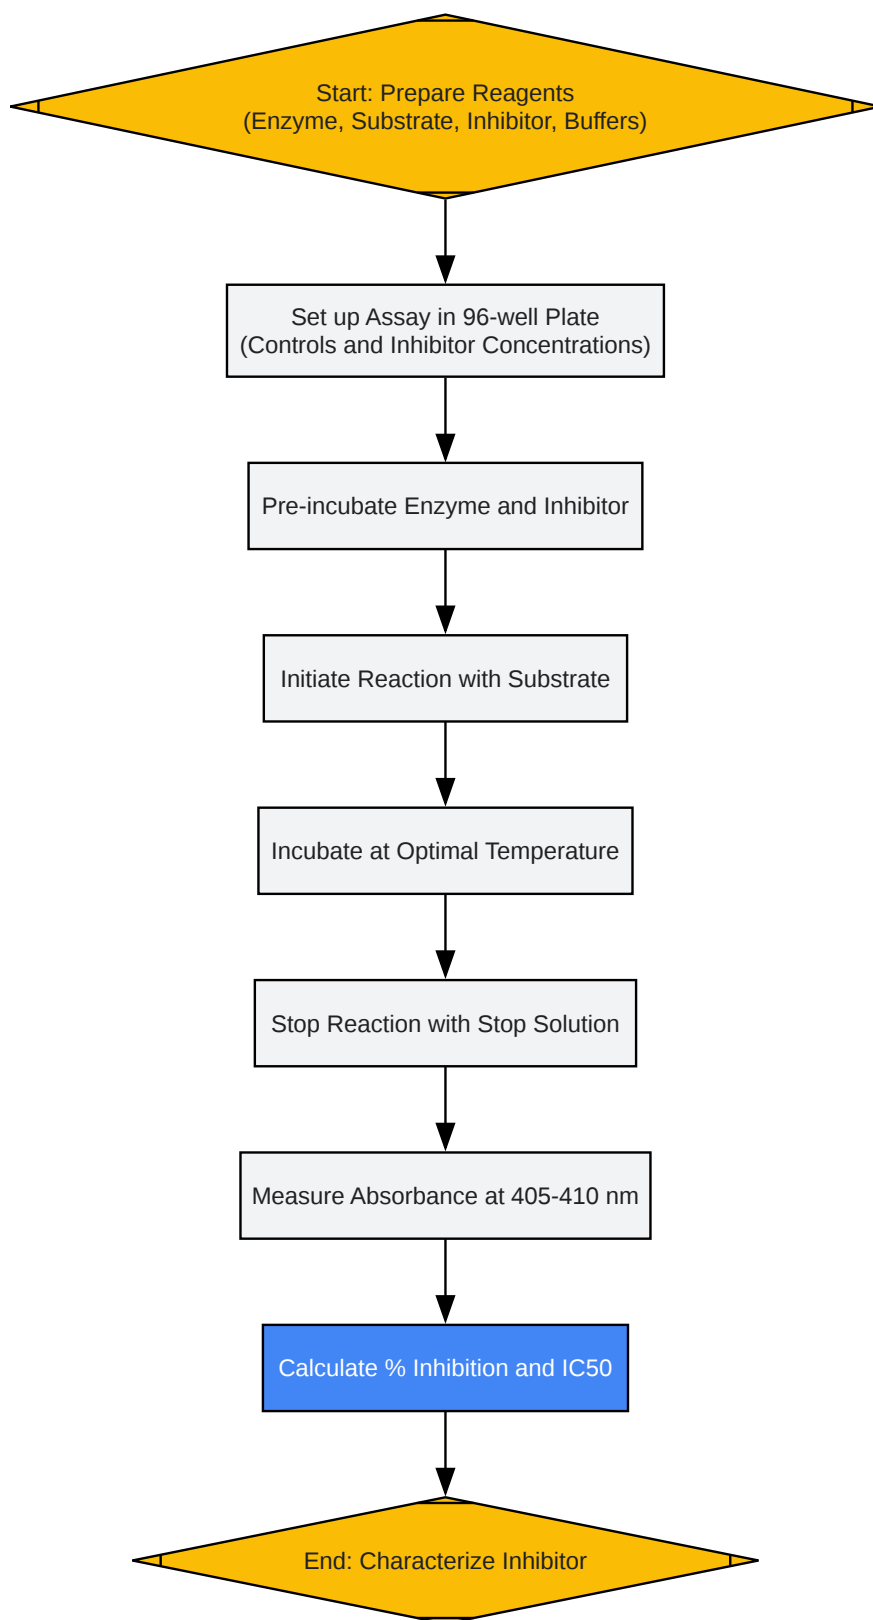 Start: Prepare Reagents
(Enzyme, Substrate, Inhibitor, Buffers)
Set up Assay in 96-well Plate
(Controls and Inhibitor Concentrations)
Pre-incubate Enzyme and Inhibitor
Initiate Reaction with Substrate
Incubate at Optimal Temperature
Stop Reaction with Stop Solution
Measure Absorbance at 405-410 nm
Calculate % Inhibition and IC50
End: Characterize Inhibitor